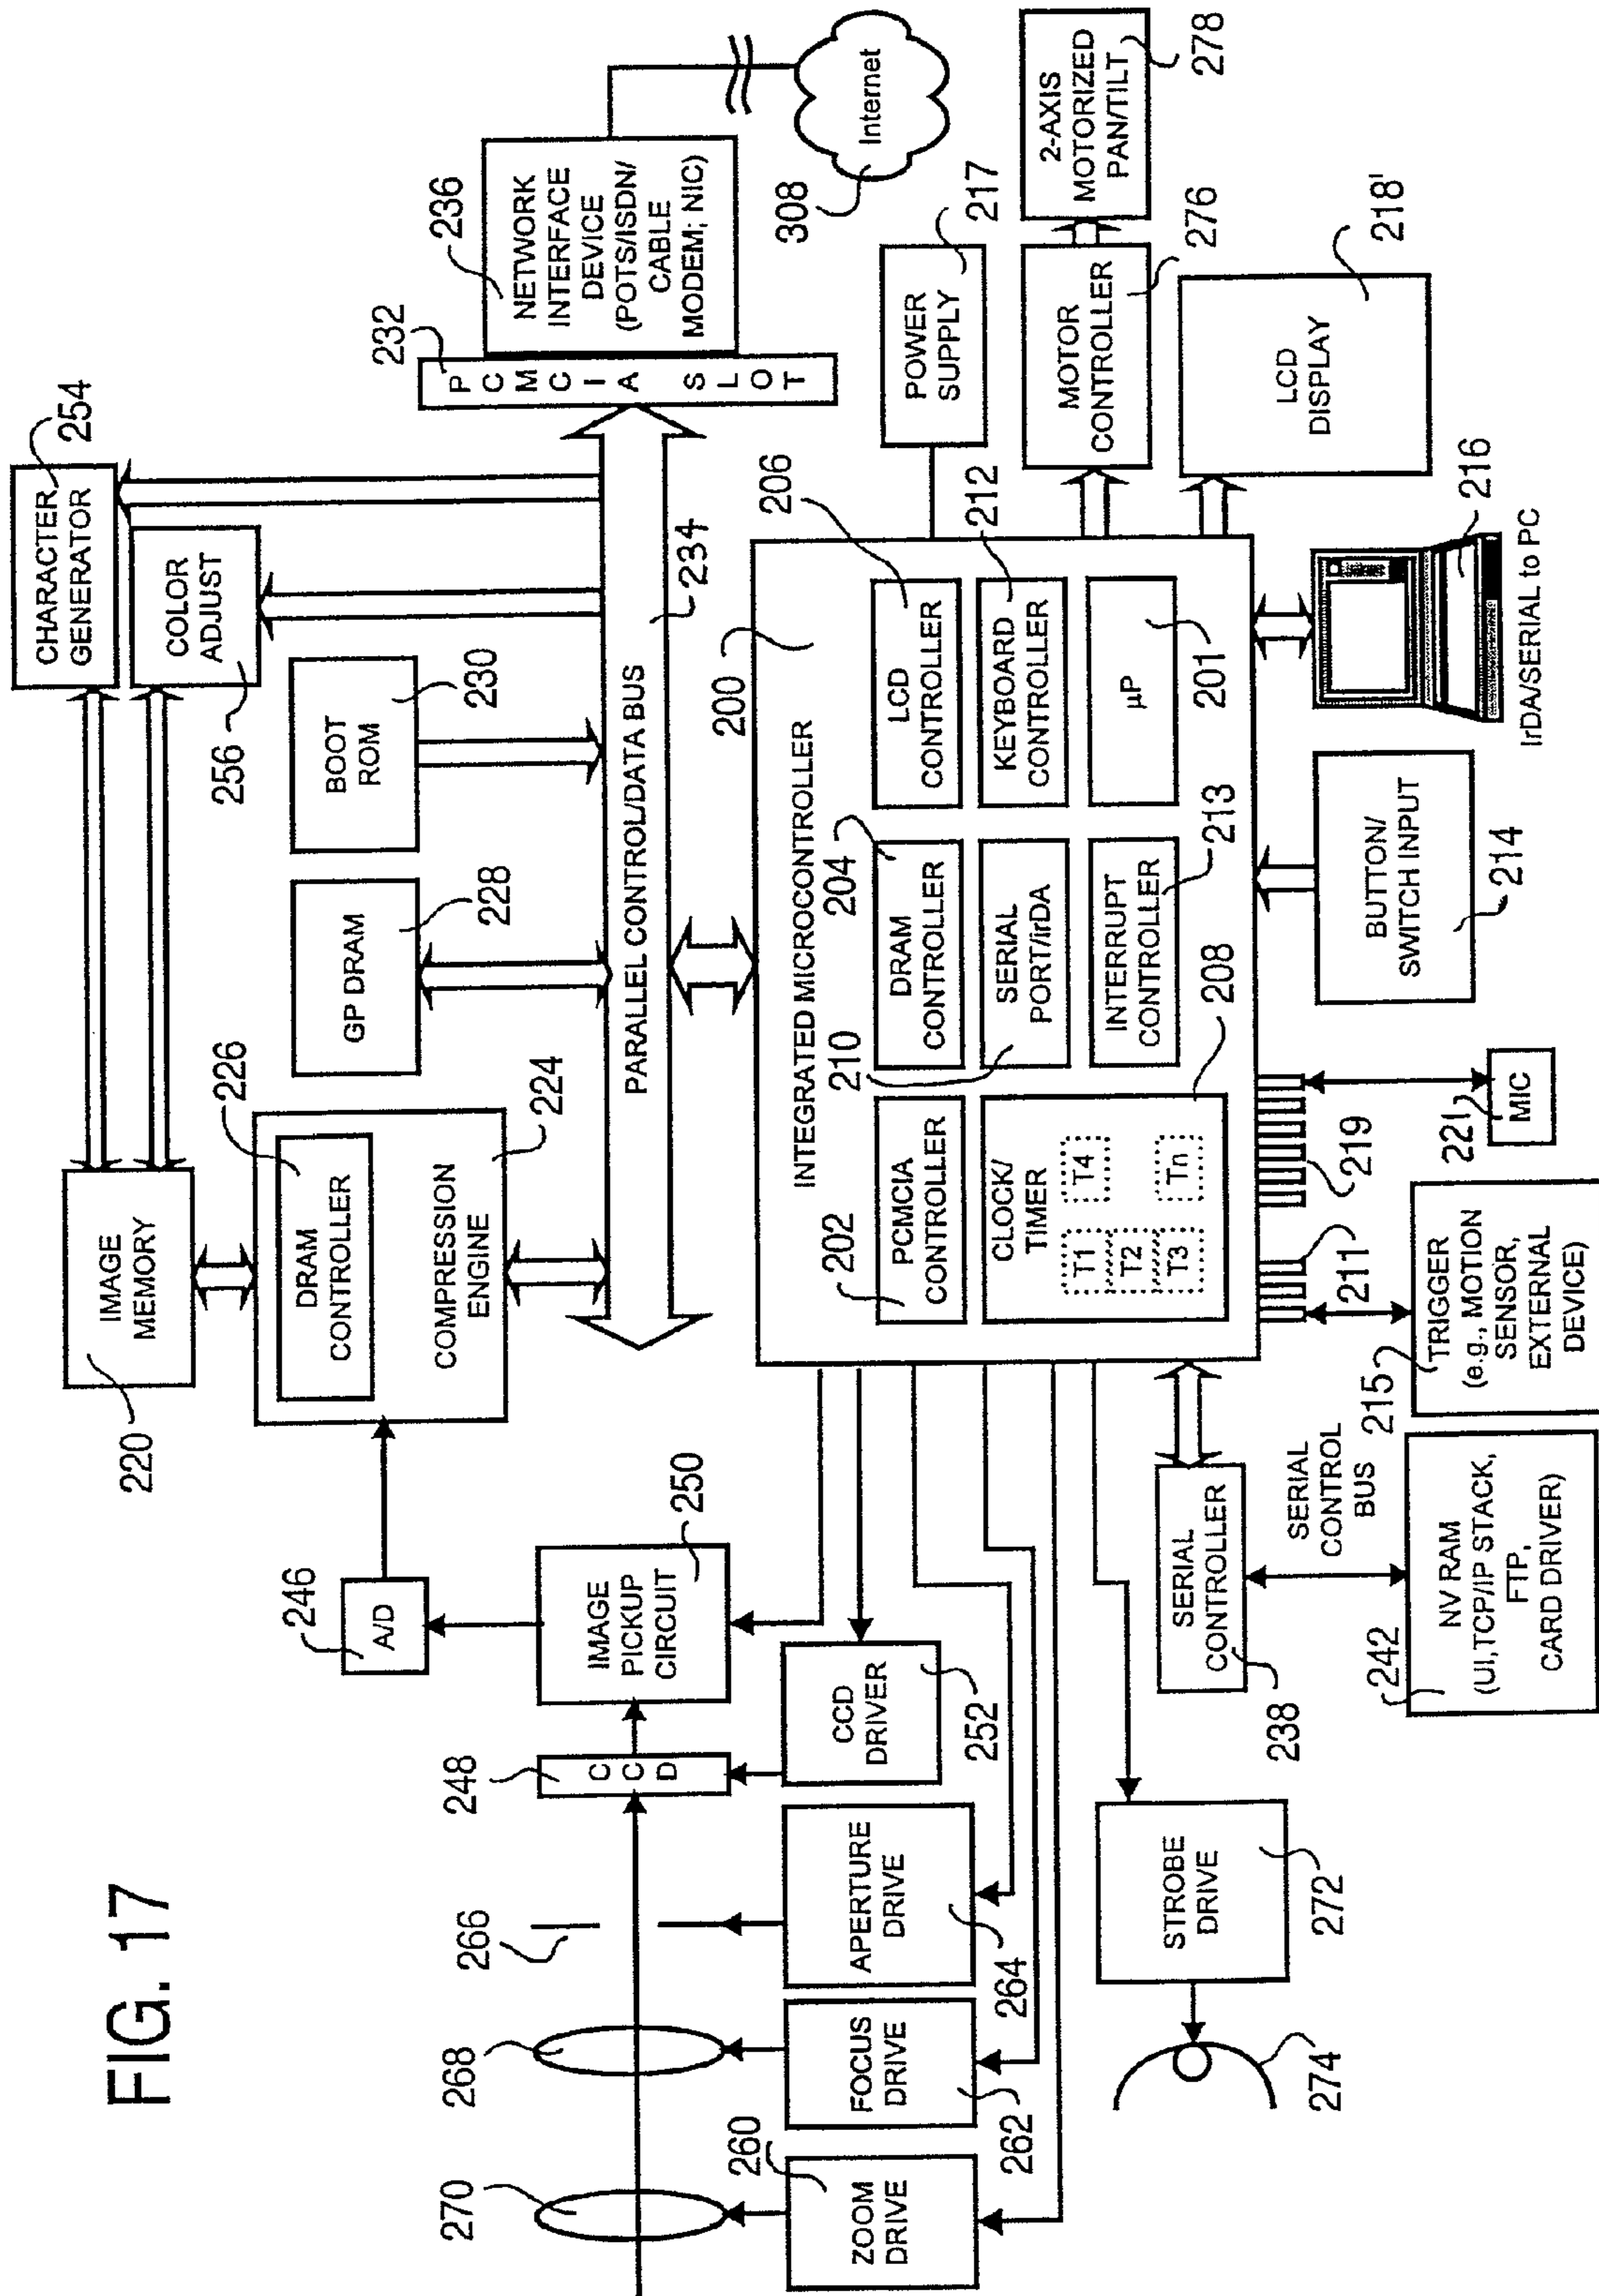 FIG. 17
270
268
266
248
C C D
260
ZOOM
DRIVE
262
FOCUS
DRIVE
264
APERTURE
DRIVE
252
CCD
DRIVER
250
IMAGE
PICKUP
CIRCUIT
246
A/D
274
272
STROBE
DRIVE
220
IMAGE
MEMORY
226
DRAM
CONTROLLER
224
COMPRESSION
ENGINE
254
CHARACTER
GENERATOR
256
COLOR
ADJUST
228
GP DRAM
230
BOOT
ROM
PARALLEL CONTROL/DATA BUS
234
232
PCMCIA SLOT
236
NETWORK
INTERFACE
DEVICE
(POTS/ISDN/
CABLE
MODEM; NIC)
308
Internet
200
INTEGRATED MICROCONTROLLER
202
PCMCIA
CONTROLLER
204
DRAM
CONTROLLER
206
LCD
CONTROLLER
CLOCK/
TIMER
T1
T2
T3
T4
Tn
208
210
SERIAL
PORT/irDA
212
KEYBOARD
CONTROLLER
213
INTERRUPT
CONTROLLER
201
µP
217
POWER
SUPPLY
276
MOTOR
CONTROLLER
278
2-AXIS
MOTORIZED
PAN/TILT
218'
LCD
DISPLAY
238
SERIAL
CONTROLLER
SERIAL
CONTROL
BUS
242
NV RAM
(UI,TCP/IP STACK,
FTP,
CARD DRIVER)
215
TRIGGER
(e.g., MOTION
SENSOR,
EXTERNAL
DEVICE)
211
219
221
MIC
214
BUTTON/
SWITCH INPUT
216
IrDA/SERIAL to PC